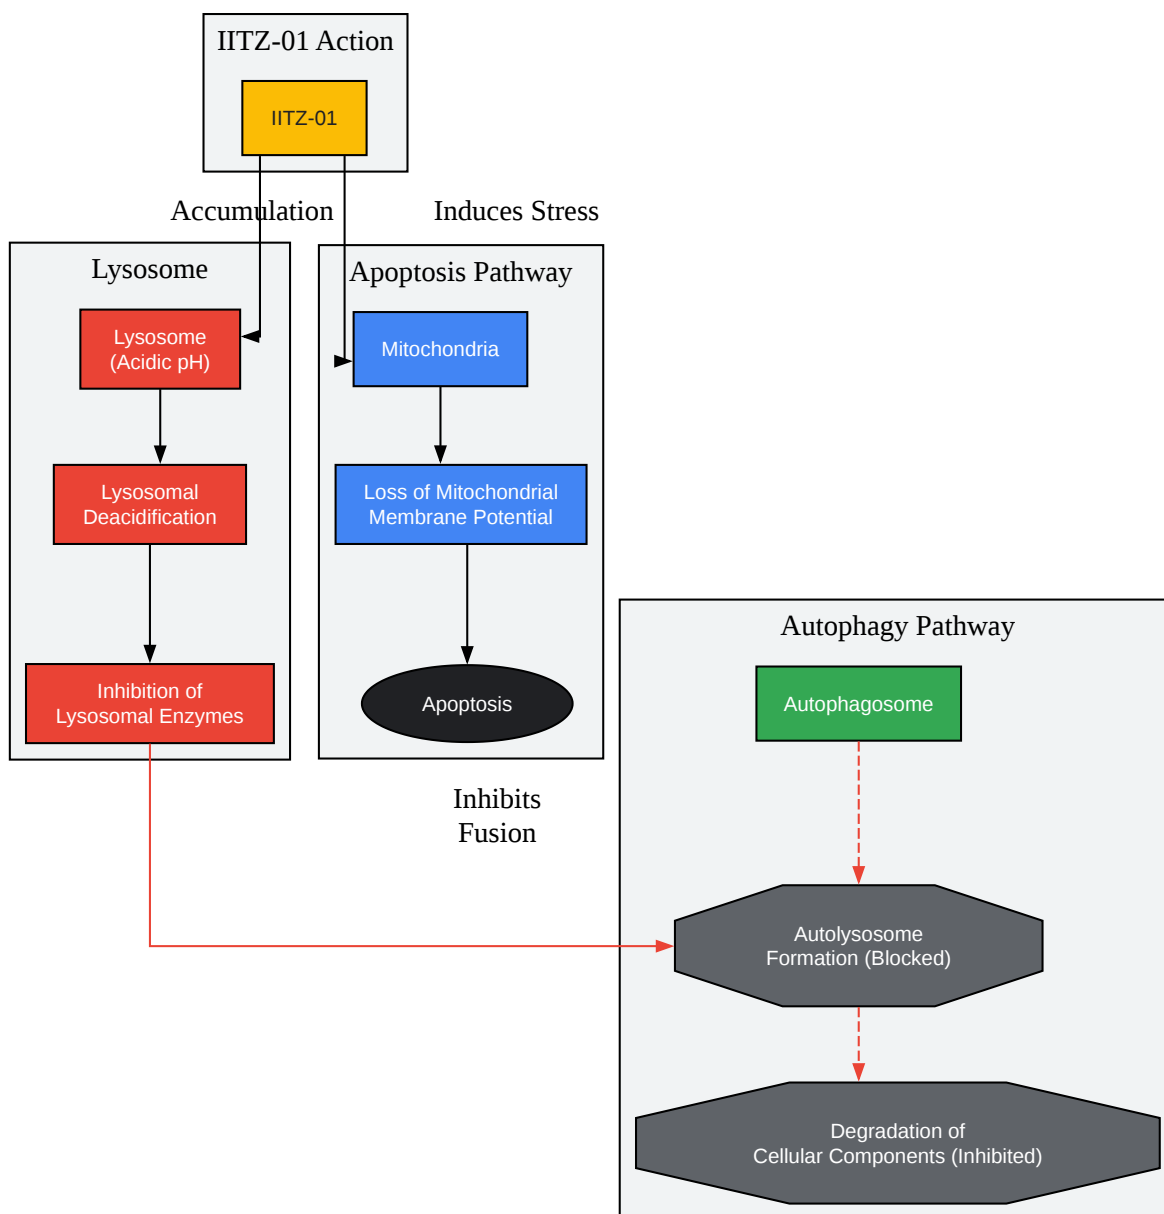 IITZ-01 Action
IITZ-01
Accumulation
Induces Stress
Lysosome
Lysosome
(Acidic pH)
Lysosomal
Deacidification
Inhibition of
Lysosomal Enzymes
Apoptosis Pathway
Mitochondria
Loss of Mitochondrial
Membrane Potential
Apoptosis
Inhibits
Fusion
Autophagy Pathway
Autophagosome
Autolysosome
Formation (Blocked)
Degradation of
Cellular Components (Inhibited)